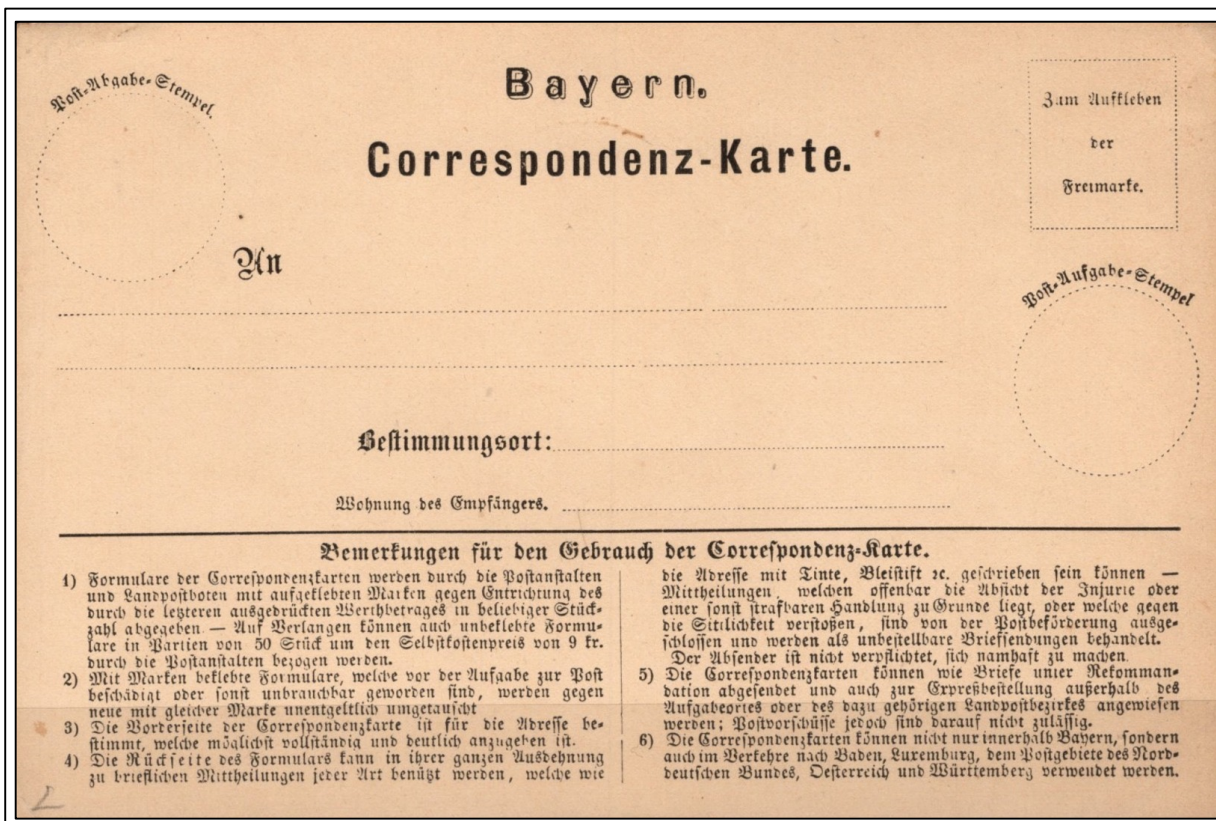 Bayern.
Correspondenz-Karte.
Post-Abgabe-Stempel.
Zum Aufkleben
der
Freimarke.
An
Post-Aufgabe-Stempel
Bestimmungsort:
Wohnung des Empfängers.
Bemerkungen für den Gebrauch der Correspondenz-Karte.
1) Formulare der Correspondenzkarten werden durch die Postanstalten
und Landpostboten mit aufgeklebten Marken gegen Entrichtung des
durch die letzteren ausgedrückten Werthbetrages in beliebiger Stück-
zahl abgegeben. — Auf Verlangen können auch unbeklebte Formu-
lare in Partien von 50 Stück um den Selbstkostenpreis von 9 kr.
durch die Postanstalten bezogen werden.
2) Mit Marken beklebte Formulare, welche vor der Aufgabe zur Post
beschädigt oder sonst unbrauchbar geworden sind, werden gegen
neue mit gleicher Marke unentgeltlich umgetauscht
3) Die Vorderseite der Correspondenzkarte ist für die Adresse be-
stimmt, welche möglichst vollständig und deutlich anzugeben ist.
4) Die Rückseite des Formulars kann in ihrer ganzen Ausdehnung
zu brieflichen Mittheilungen jeder Art benützt werden, welche wie
die Adresse mit Tinte, Bleistift ꝛc. geschrieben sein können —
Mittheilungen, welchen offenbar die Absicht der Injurie oder
einer sonst strafbaren Handlung zu Grunde liegt, oder welche gegen
die Sittlichkeit verstoßen, sind von der Postbeförderung ausge-
schlossen und werden als unbestellbare Briefsendungen behandelt.
Der Absender ist nicht verpflichtet, sich namhaft zu machen.
5) Die Correspondenzkarten können wie Briefe unter Rekomman-
dation abgesendet und auch zur Expreßbestellung außerhalb des
Aufgabeortes oder des dazu gehörigen Landpostbezirkes angewiesen
werden; Postvorschüsse jedoch sind darauf nicht zulässig.
6) Die Correspondenzkarten können nicht nur innerhalb Bayern, sondern
auch im Verkehre nach Baden, Luxemburg, dem Postgebiete des Nord-
deutschen Bundes, Oesterreich und Württemberg verwendet werden.